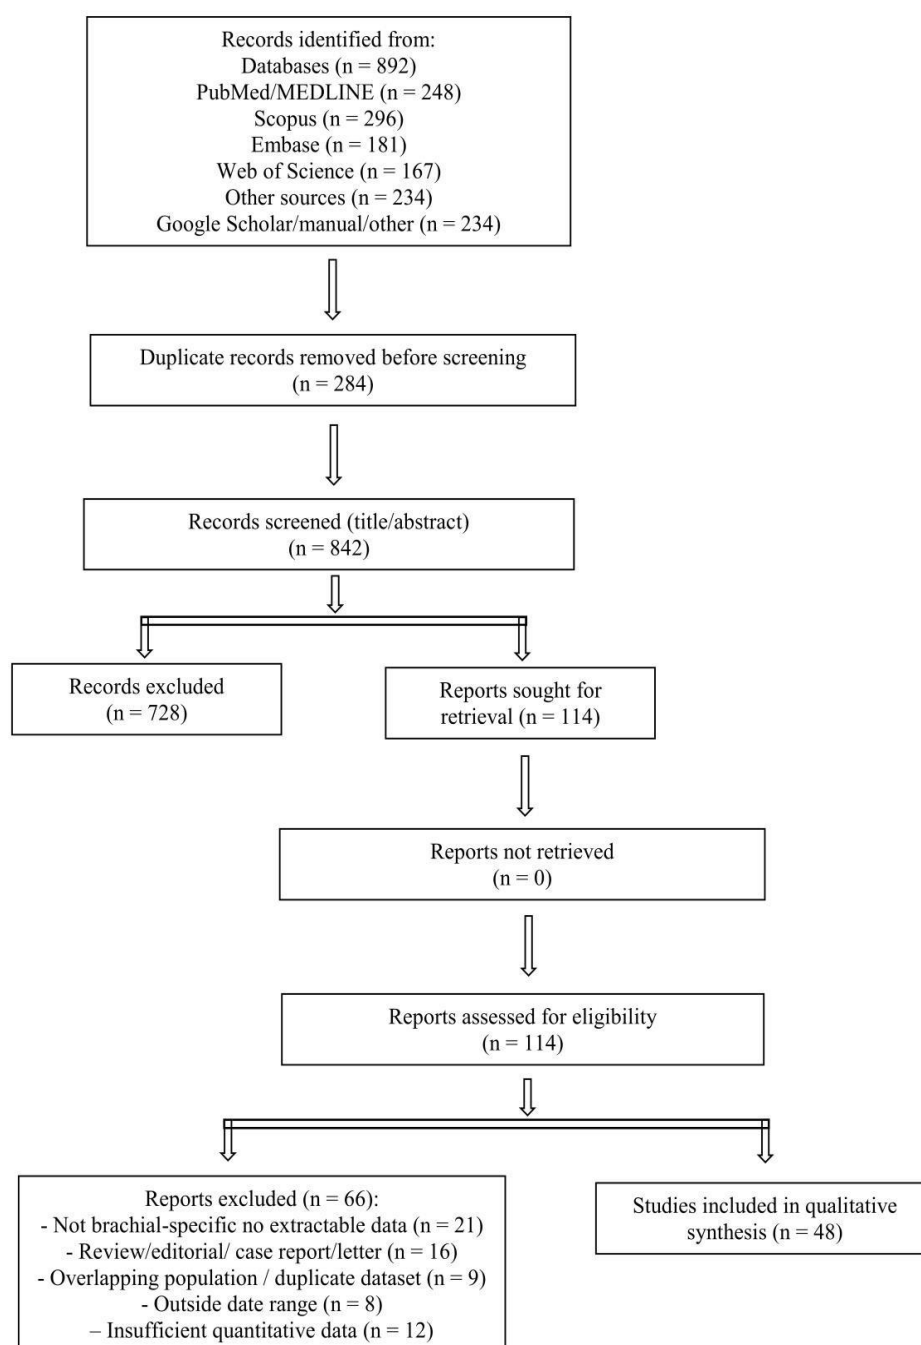 Records identified from:
Databases (n = 892)
PubMed/MEDLINE (n = 248)
Scopus (n = 296)
Embase (n = 181)
Web of Science (n = 167)
Other sources (n = 234)
Google Scholar/manual/other (n = 234)
Duplicate records removed before screening
(n = 284)
Records screened (title/abstract)
(n = 842)
Records excluded
(n = 728)
Reports sought for
retrieval (n = 114)
Reports not retrieved
(n = 0)
Reports assessed for eligibility
(n = 114)
Reports excluded (n = 66):
- Not brachial-specific no extractable data (n = 21)
- Review/editorial/ case report/letter (n = 16)
- Overlapping population / duplicate dataset (n = 9)
- Outside date range (n = 8)
– Insufficient quantitative data (n = 12)
Studies included in qualitative
synthesis (n = 48)